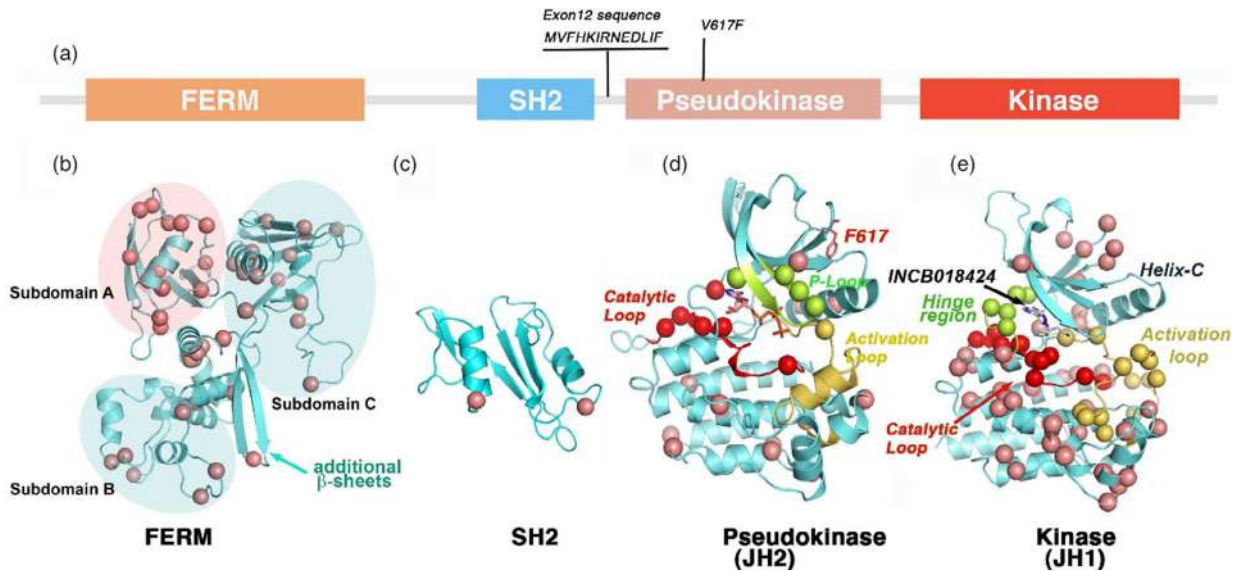 Exon12 sequence
MVFHKIRNEDLIF
V617F
(a)
FERM
SH2
Pseudokinase
Kinase
(b)
(c)
(d)
(e)
Subdomain A
Subdomain C
Subdomain B
additional
β-sheets
FERM
SH2
F617
P-Loop
Catalytic
Loop
Activation
Loop
Pseudokinase
(JH2)
INCB018424
Helix-C
Hinge
region
Activation
loop
Catalytic
Loop
Kinase
(JH1)